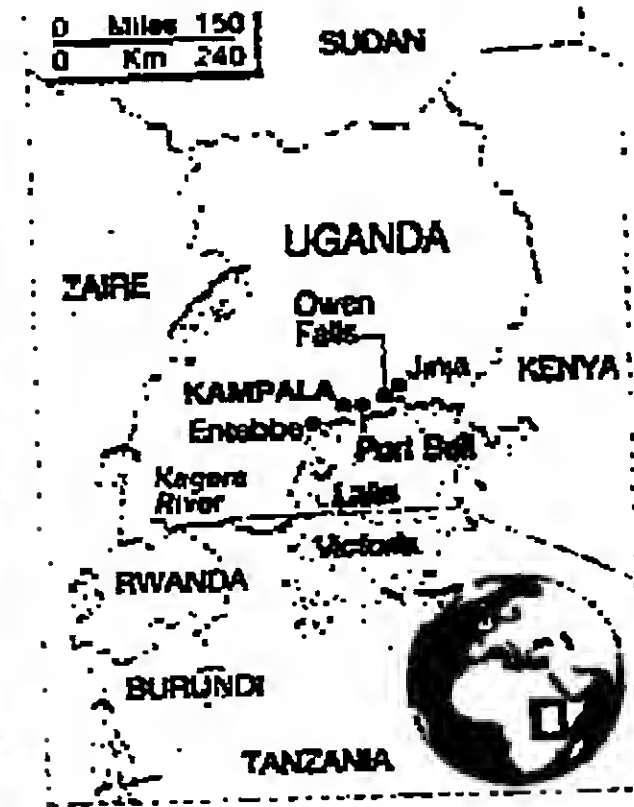 0 Miles 150
0 Km 240
SUDAN
UGANDA
ZAIRE
Owen
Falls
Jinja
KENYA
KAMPALA
Entebbe
Port Bell
Kagera
River
Lake
Victoria
RWANDA
BURUNDI
TANZANIA